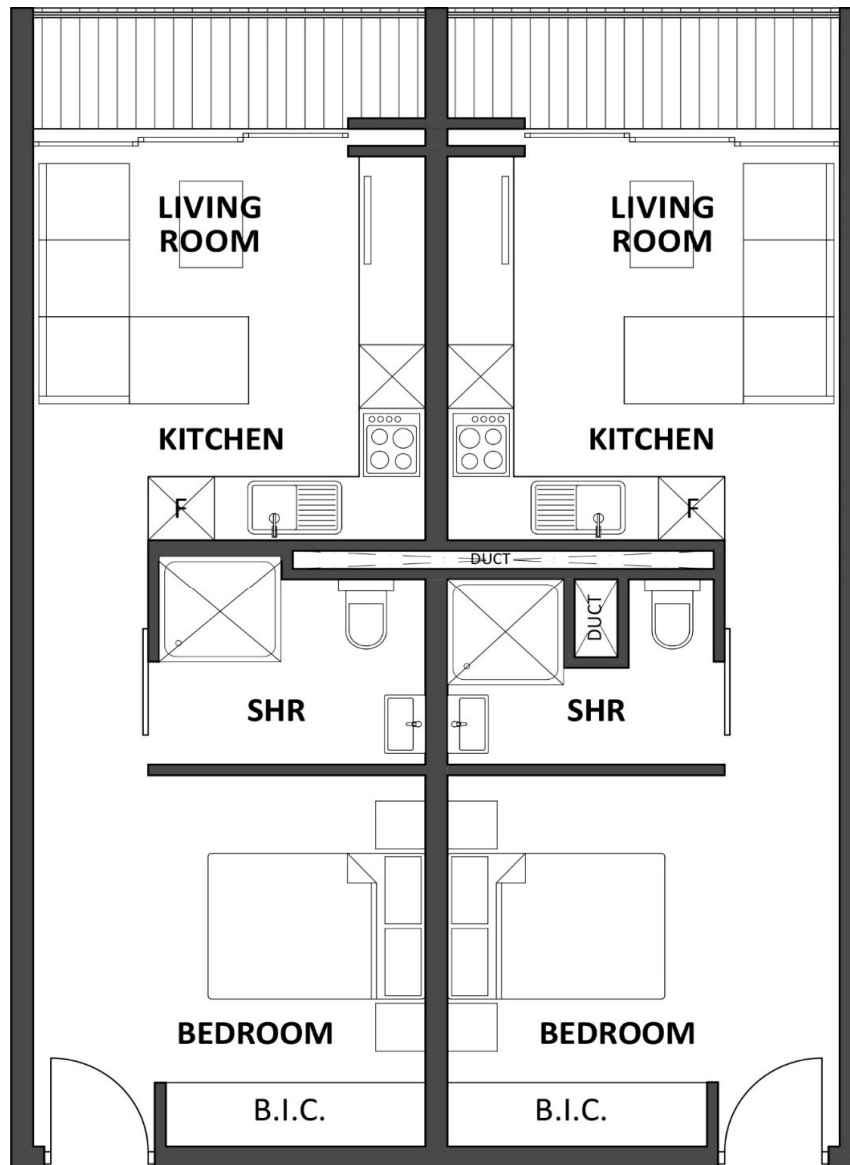 LIVING
ROOM
LIVING
ROOM
KITCHEN
KITCHEN
F
F
DUCT
DUCT
SHR
SHR
BEDROOM
BEDROOM
B.I.C.
B.I.C.